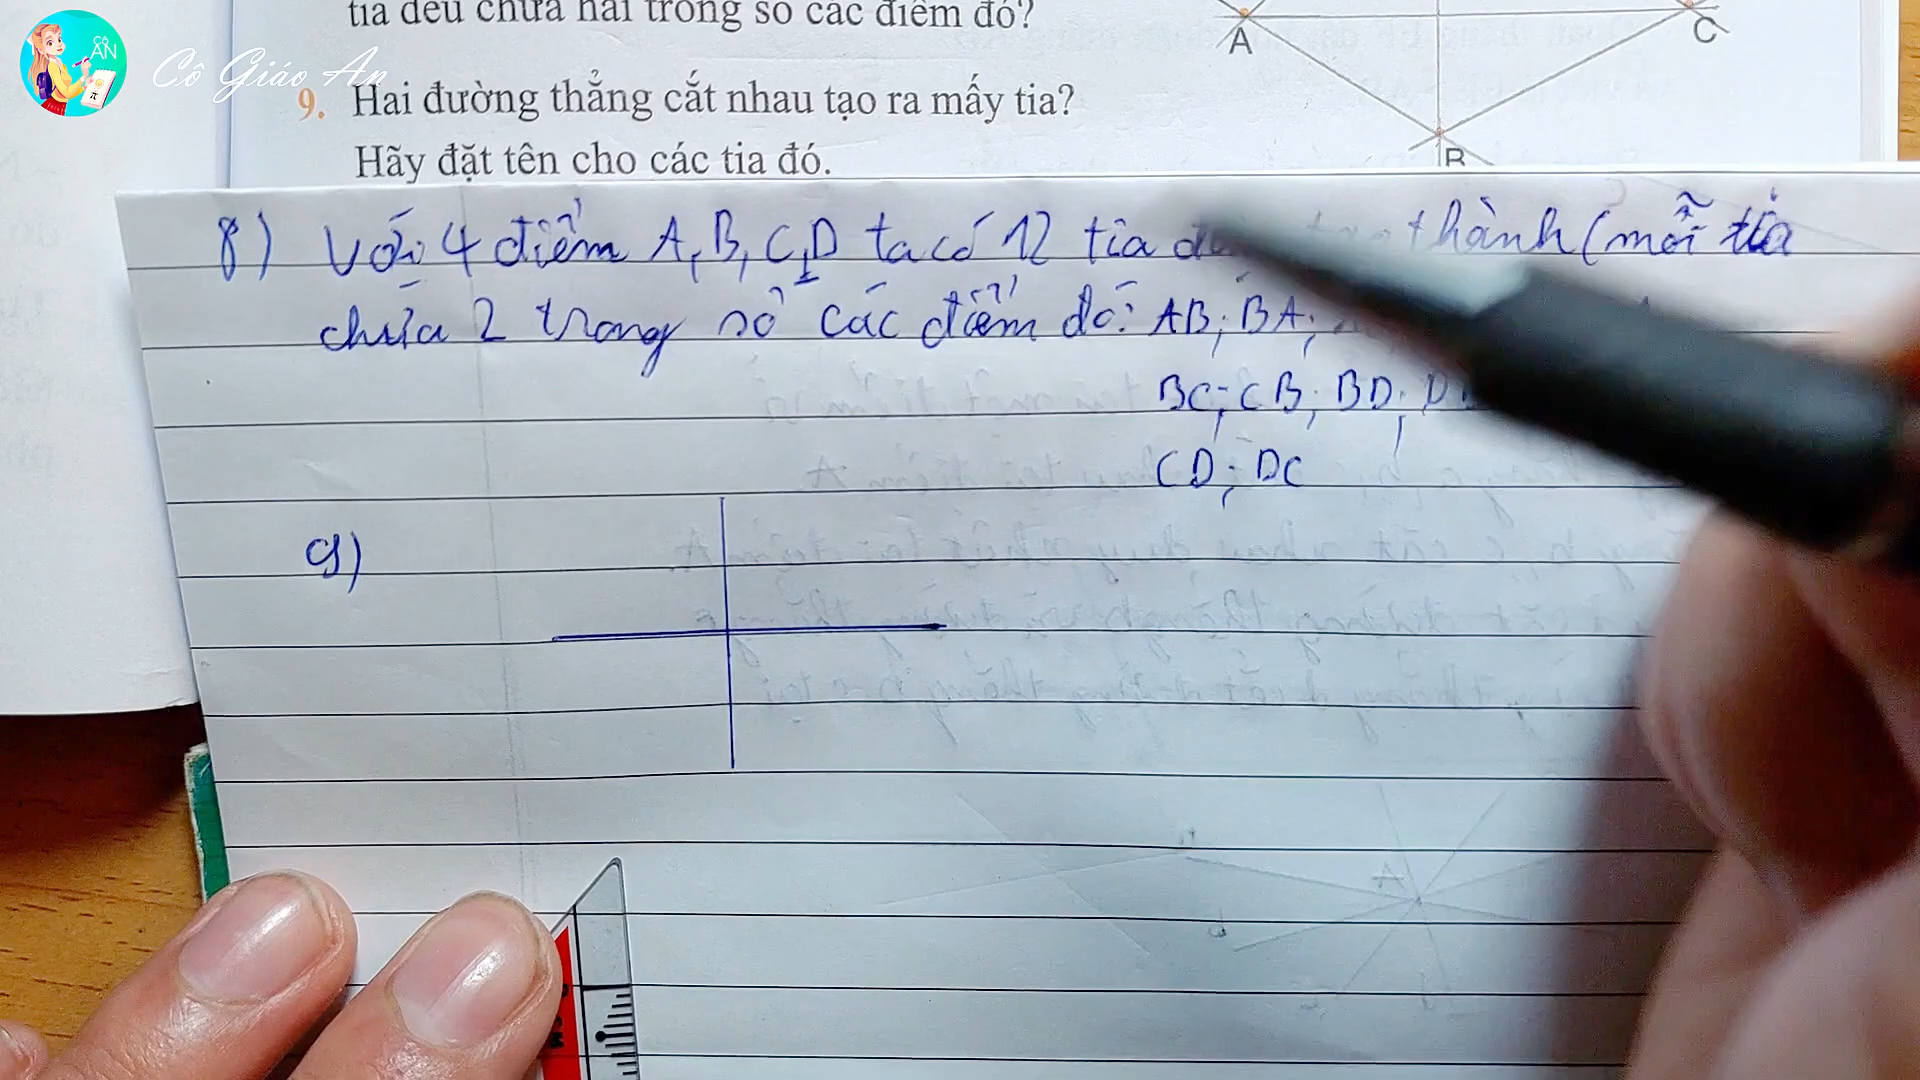 CÔ AN
Cô Giáo An
tia đều chứa hai trong số các điểm đó?
A
C
9. Hai đường thẳng cắt nhau tạo ra mấy tia?
Hãy đặt tên cho các tia đó.
B
8) Với 4 điểm A, B, C, D ta có 12 tia thành (mỗi tia
chứa 2 trong số các điểm đó: AB; BA;
BC; CB; BD;
CD; DC
9)